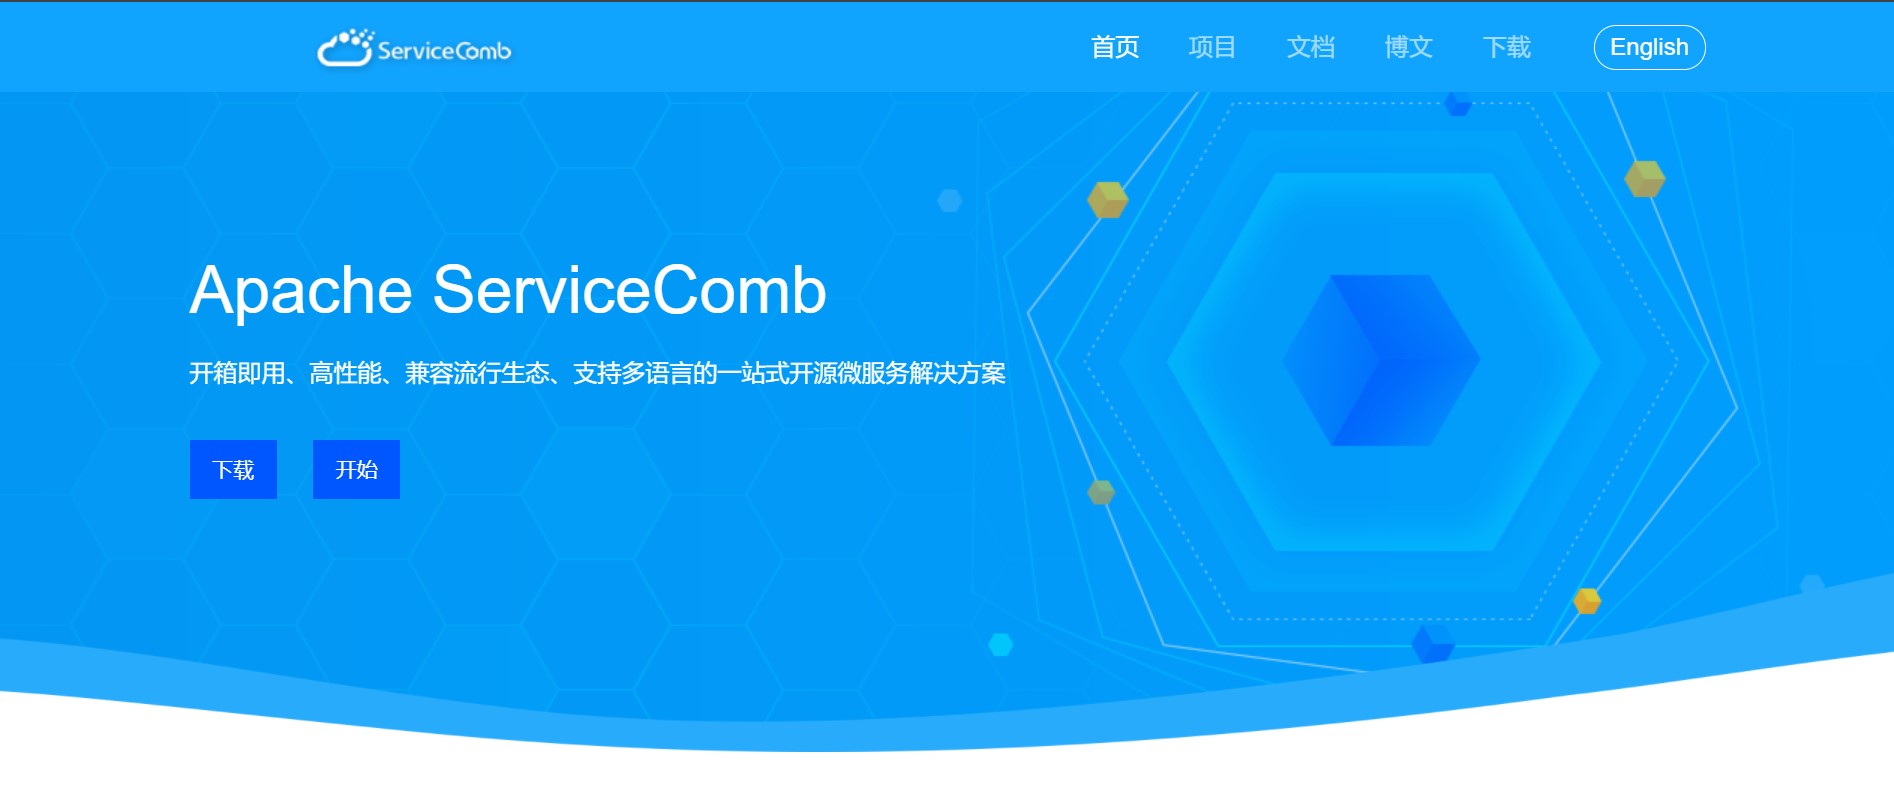 ServiceComb
首页 项目 文档 博文 下载 English
Apache ServiceComb
开箱即用、高性能、兼容流行生态、支持多语言的一站式开源微服务解决方案
下载 开始